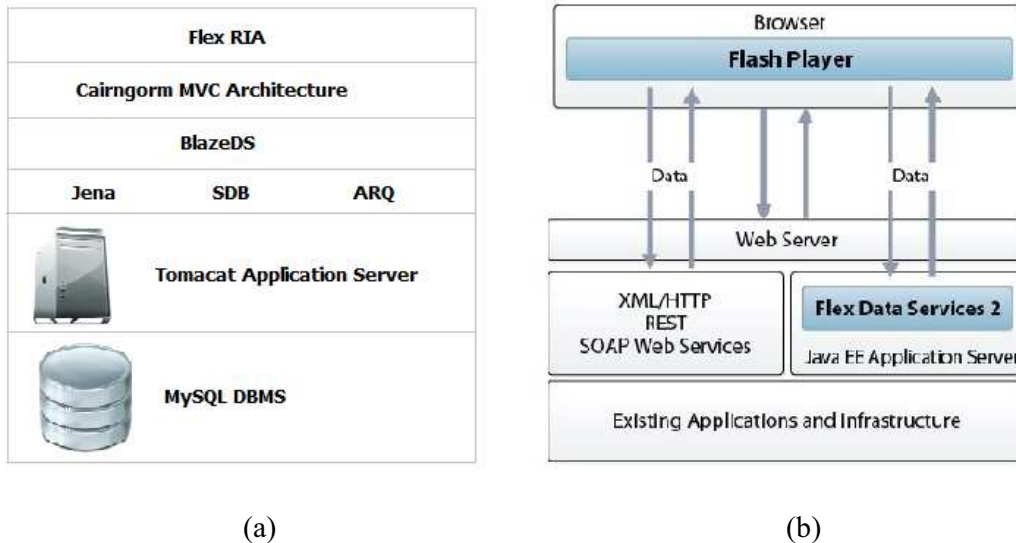 Flex RIA
Cairngorm MVC Architecture
BlazeDS
Jena SDB ARQ
Tomacat Application Server
MySQL DBMS
(a)
Browser
Flash Player
Data Data
Web Server
XML/HTTP
REST
SOAP Web Services
Flex Data Services 2
Java EE Application Server
Existing Applications and Infrastructure
(b)